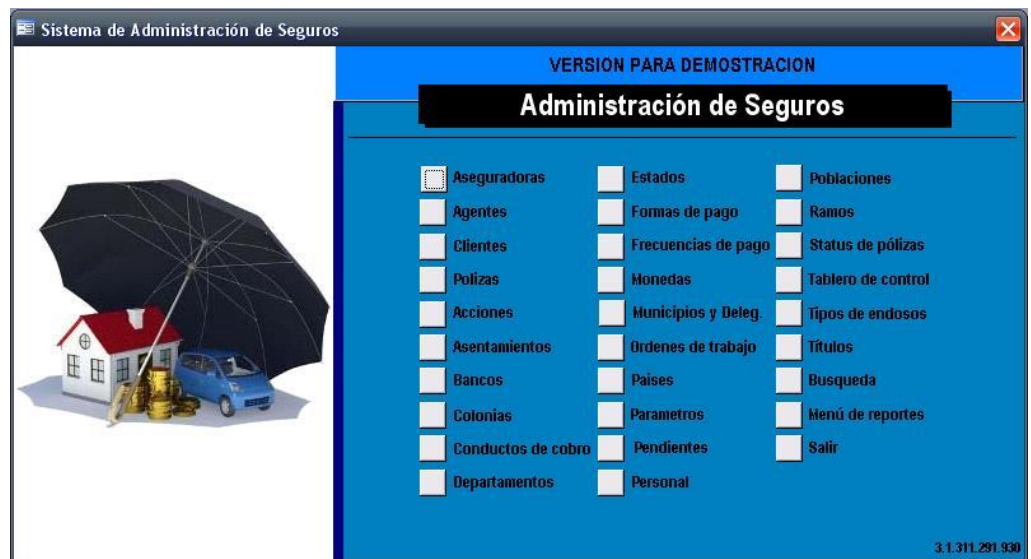 Sistema de Administración de Seguros
VERSION PARA DEMOSTRACION
Administración de Seguros
Aseguradoras
Agentes
Clientes
Polizas
Acciones
Asentamientos
Bancos
Colonias
Conductos de cobro
Departamentos
Estados
Formas de pago
Frecuencias de pago
Monedas
Municipios y Deleg.
Ordenes de trabajo
Paises
Parametros
Pendientes
Personal
Poblaciones
Ramos
Status de pólizas
Tablero de control
Tipos de endosos
Títulos
Busqueda
Menú de reportes
Salir
3.1.311.291.930